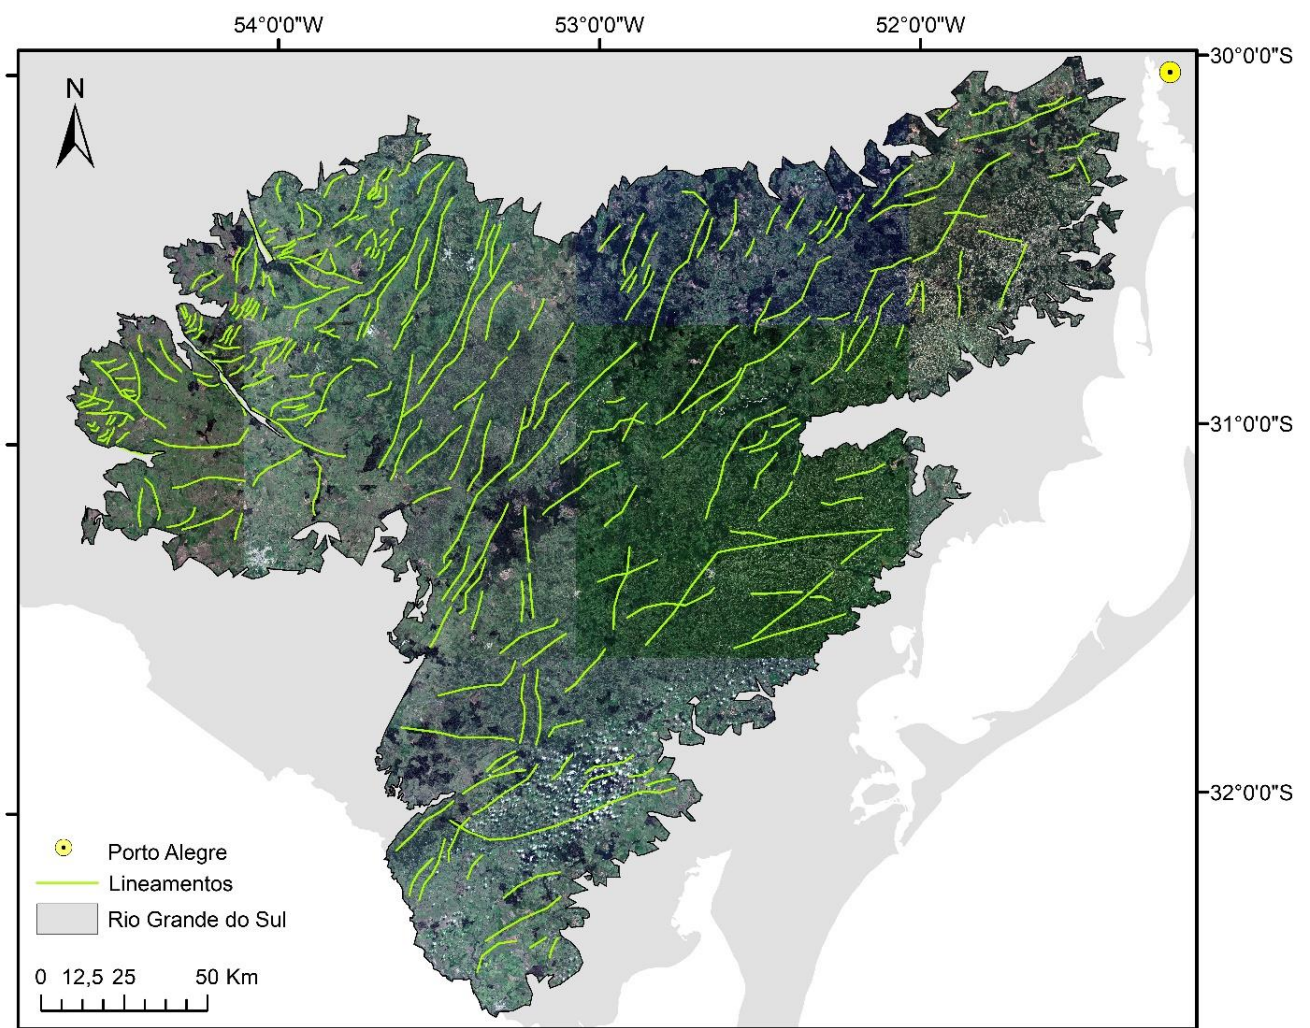 54°0'0"W 53°0'0"W 52°0'0"W
30°0'0"S
N
31°0'0"S
32°0'0"S
Porto Alegre
Lineamentos
Rio Grande do Sul
0 12,5 25 50 Km